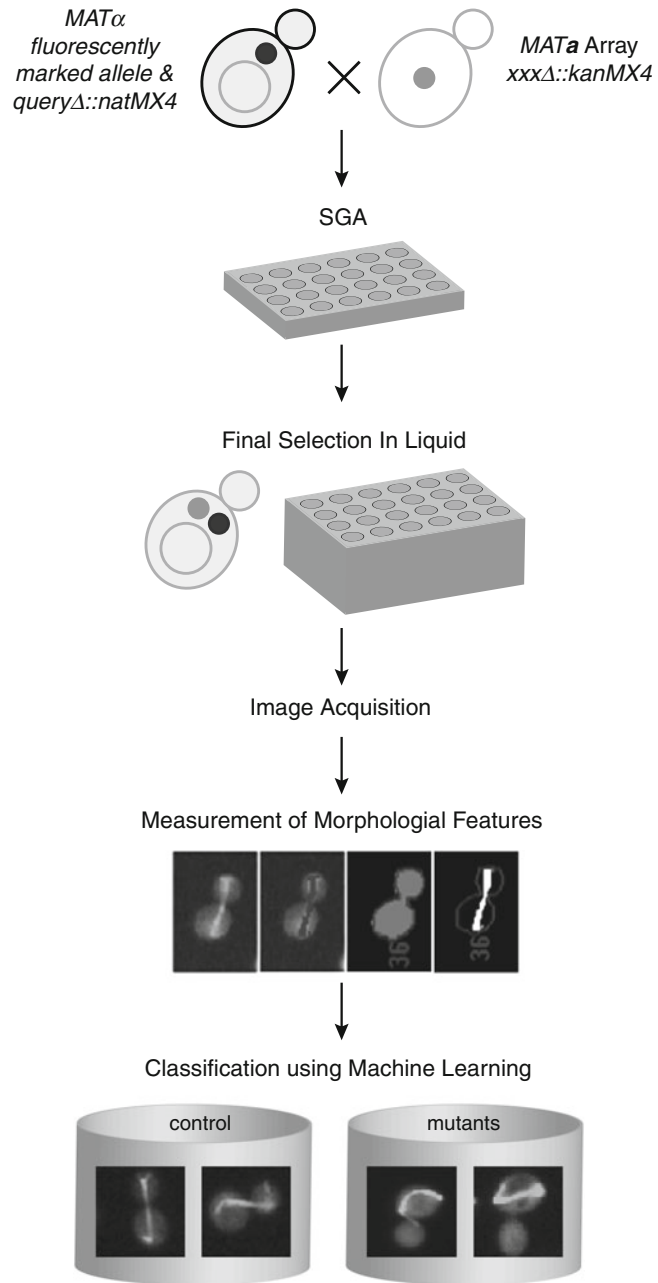 MATα
fluorescently
marked allele &
queryΔ::natMX4
MATa Array
xxxΔ::kanMX4
SGA
Final Selection In Liquid
Image Acquisition
Measurement of Morphologial Features
36
36
Classification using Machine Learning
control
mutants